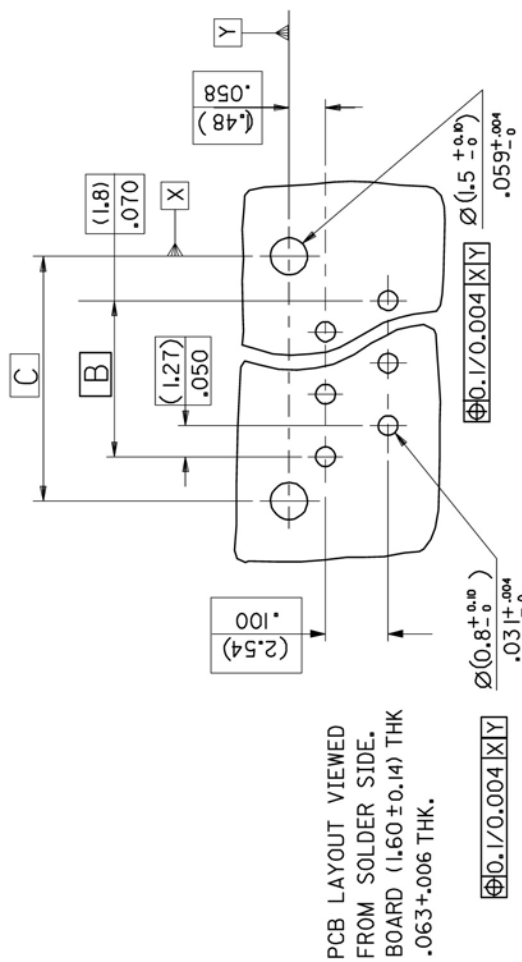 C
B
(1.8)
.070
X
(1.27)
.050
(1.48)
.058
Y
(2.54)
.100
Ø(1.5 +0.10 -0)
.059+.004 -0
⌖ 0.1/0.004 X Y
Ø(0.8+0.10 -0)
.031+.004 -0
⌖ 0.1/0.004 X Y
PCB LAYOUT VIEWED
FROM SOLDER SIDE.
BOARD (1.60±0.14) THK
.063+.006 THK.